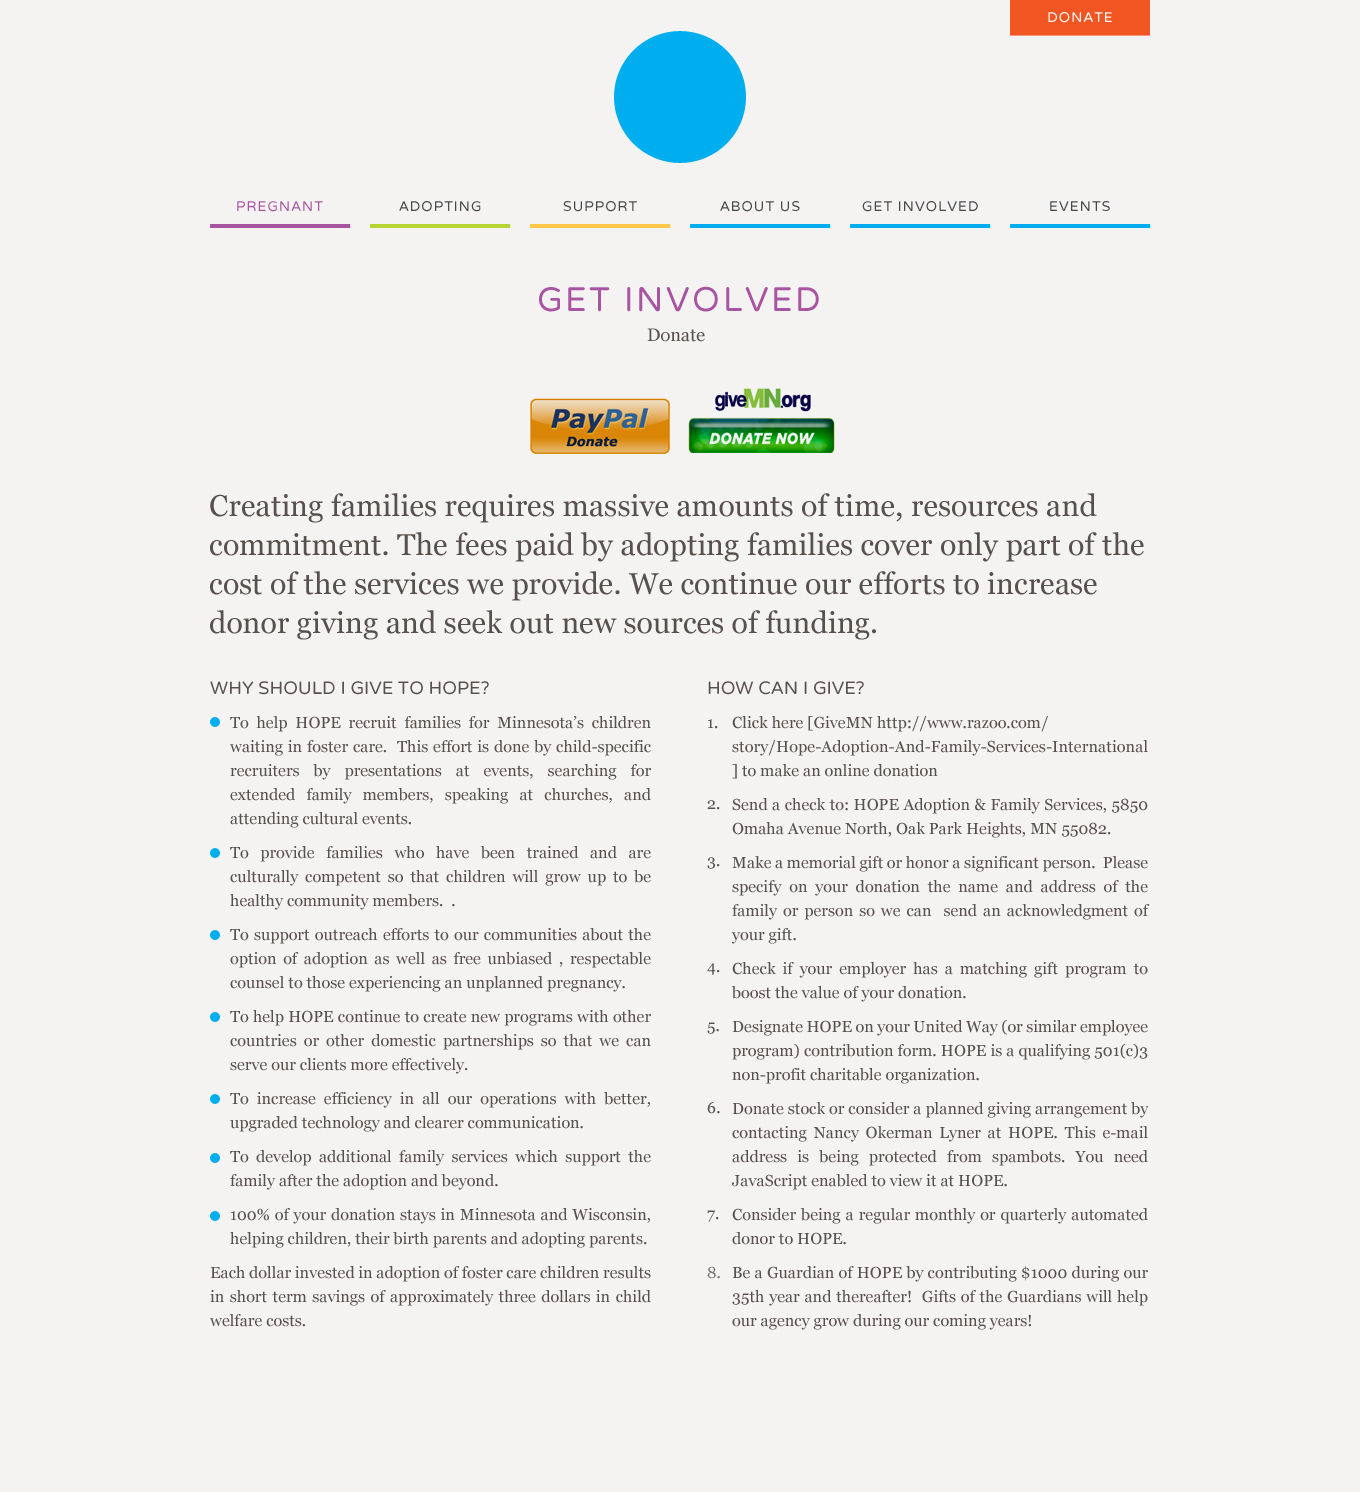 DONATE
PREGNANT
ADOPTING
SUPPORT
ABOUT US
GET INVOLVED
EVENTS
GET INVOLVED
Donate
PayPal
Donate
giveMN.org
DONATE NOW
Creating families requires massive amounts of time, resources and
commitment. The fees paid by adopting families cover only part of the
cost of the services we provide. We continue our efforts to increase
donor giving and seek out new sources of funding.
WHY SHOULD I GIVE TO HOPE?
To help HOPE recruit families for Minnesota’s children
waiting in foster care.  This effort is done by child-specific
recruiters by presentations at events, searching for
extended family members, speaking at churches, and
attending cultural events.
To provide families who have been trained and are
culturally competent so that children will grow up to be
healthy community members.  .
To support outreach efforts to our communities about the
option of adoption as well as free unbiased , respectable
counsel to those experiencing an unplanned pregnancy.
To help HOPE continue to create new programs with other
countries or other domestic partnerships so that we can
serve our clients more effectively.
To increase efficiency in all our operations with better,
upgraded technology and clearer communication.
To develop additional family services which support the
family after the adoption and beyond.
100% of your donation stays in Minnesota and Wisconsin,
helping children, their birth parents and adopting parents.
Each dollar invested in adoption of foster care children results
in short term savings of approximately three dollars in child
welfare costs.
HOW CAN I GIVE?
1. Click here [GiveMN http://www.razoo.com/
story/Hope-Adoption-And-Family-Services-International
] to make an online donation
2. Send a check to: HOPE Adoption & Family Services, 5850
Omaha Avenue North, Oak Park Heights, MN 55082.
3. Make a memorial gift or honor a significant person.  Please
specify on your donation the name and address of the
family or person so we can  send an acknowledgment of
your gift.
4. Check if your employer has a matching gift program to
boost the value of your donation.
5. Designate HOPE on your United Way (or similar employee
program) contribution form. HOPE is a qualifying 501(c)3
non-profit charitable organization.
6. Donate stock or consider a planned giving arrangement by
contacting Nancy Okerman Lyner at HOPE. This e-mail
address is being protected from spambots. You need
JavaScript enabled to view it at HOPE.
7. Consider being a regular monthly or quarterly automated
donor to HOPE.
8. Be a Guardian of HOPE by contributing $1000 during our
35th year and thereafter!  Gifts of the Guardians will help
our agency grow during our coming years!